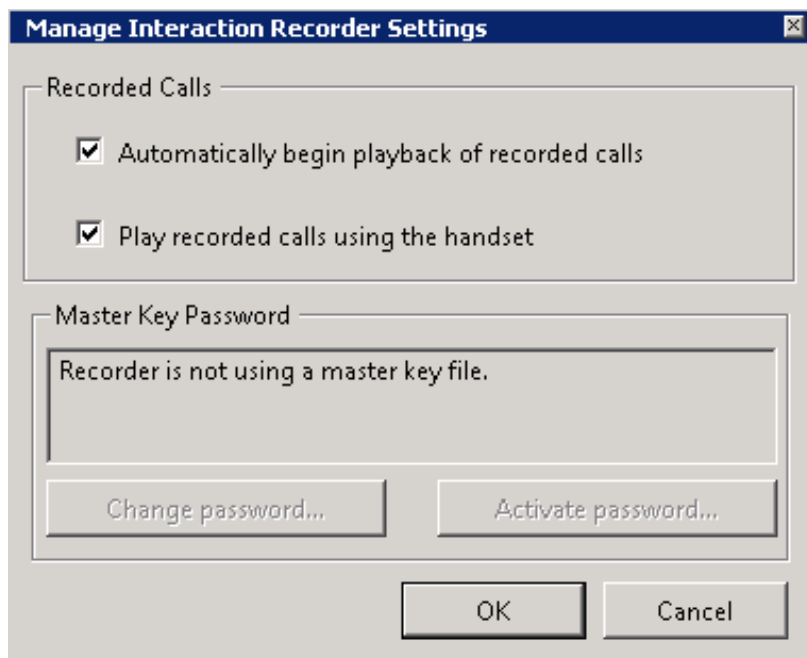 Manage Interaction Recorder Settings
Recorded Calls
Automatically begin playback of recorded calls
Play recorded calls using the handset
Master Key Password
Recorder is not using a master key file.
Change password... Activate password...
OK Cancel